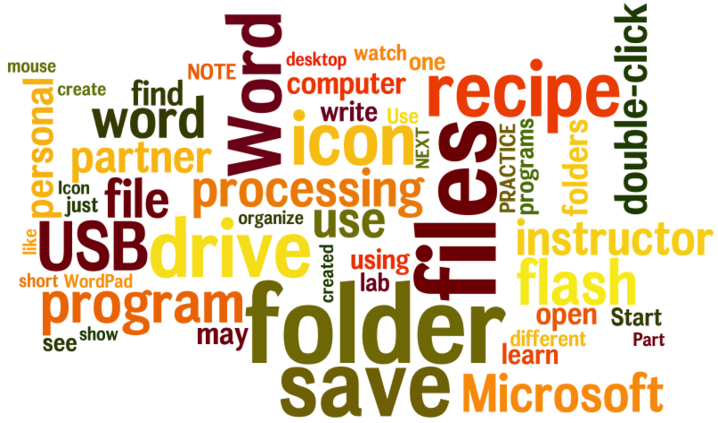 mouse
create
personal
find
word
NOTE
Word
desktop
watch
one
computer
write
Use
recipe
double-click
partner
icon
NEXT
files
PRACTICE
programs
folders
Icon
just
file
processing
organize
use
like
USB
drive
created
using
lab
instructor
flash
short
WordPad
program
folder
open
Start
see
show
may
different
Part
learn
save
Microsoft